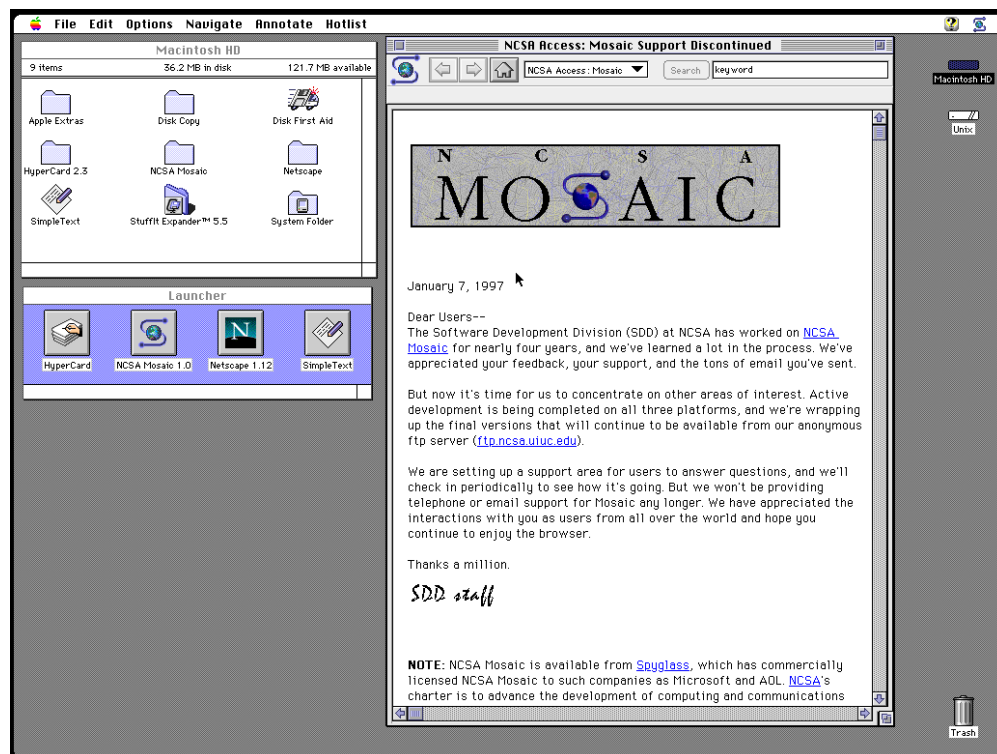 File Edit Options Navigate Annotate Hotlist
Macintosh HD
9 items 36.2 MB in disk 121.7 MB available
Apple Extras Disk Copy Disk First Aid
HyperCard 2.3 NCSA Mosaic Netscape
SimpleText StuffIt Expander™ 5.5 System Folder
Launcher
HyperCard NCSA Mosaic 1.0 Netscape 1.12 SimpleText
N
NCSA Access: Mosaic Support Discontinued
NCSA Access: Mosaic Search keyword
N C S A
MOSAIC
January 7, 1997
Dear Users--
The Software Development Division (SDD) at NCSA has worked on NCSA
Mosaic for nearly four years, and we've learned a lot in the process. We've
appreciated your feedback, your support, and the tons of email you've sent.
But now it's time for us to concentrate on other areas of interest. Active
development is being completed on all three platforms, and we're wrapping
up the final versions that will continue to be available from our anonymous
ftp server (ftp.ncsa.uiuc.edu).
We are setting up a support area for users to answer questions, and we'll
check in periodically to see how it's going. But we won't be providing
telephone or email support for Mosaic any longer. We have appreciated the
interactions with you as users from all over the world and hope you
continue to enjoy the browser.
Thanks a million.
SDD staff
NOTE: NCSA Mosaic is available from Spyglass, which has commercially
licensed NCSA Mosaic to such companies as Microsoft and AOL. NCSA's
charter is to advance the development of computing and communications
Macintosh HD
Unix
Trash